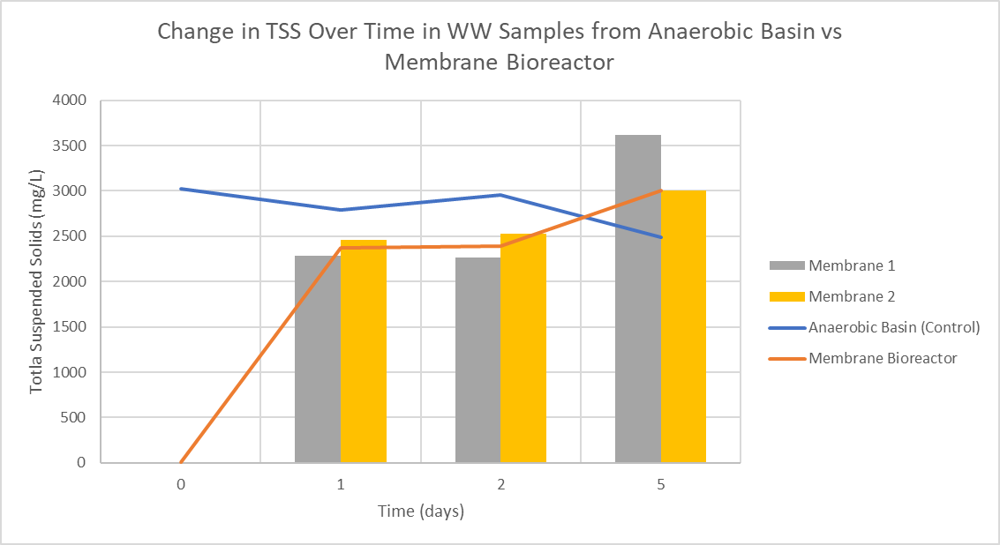 Change in TSS Over Time in WW Samples from Anaerobic Basin vs
Membrane Bioreactor
Totla Suspended Solids (mg/L)
4000
3500
3000
2500
2000
1500
1000
500
0
0 1 2 5
Time (days)
Membrane 1
Membrane 2
Anaerobic Basin (Control)
Membrane Bioreactor